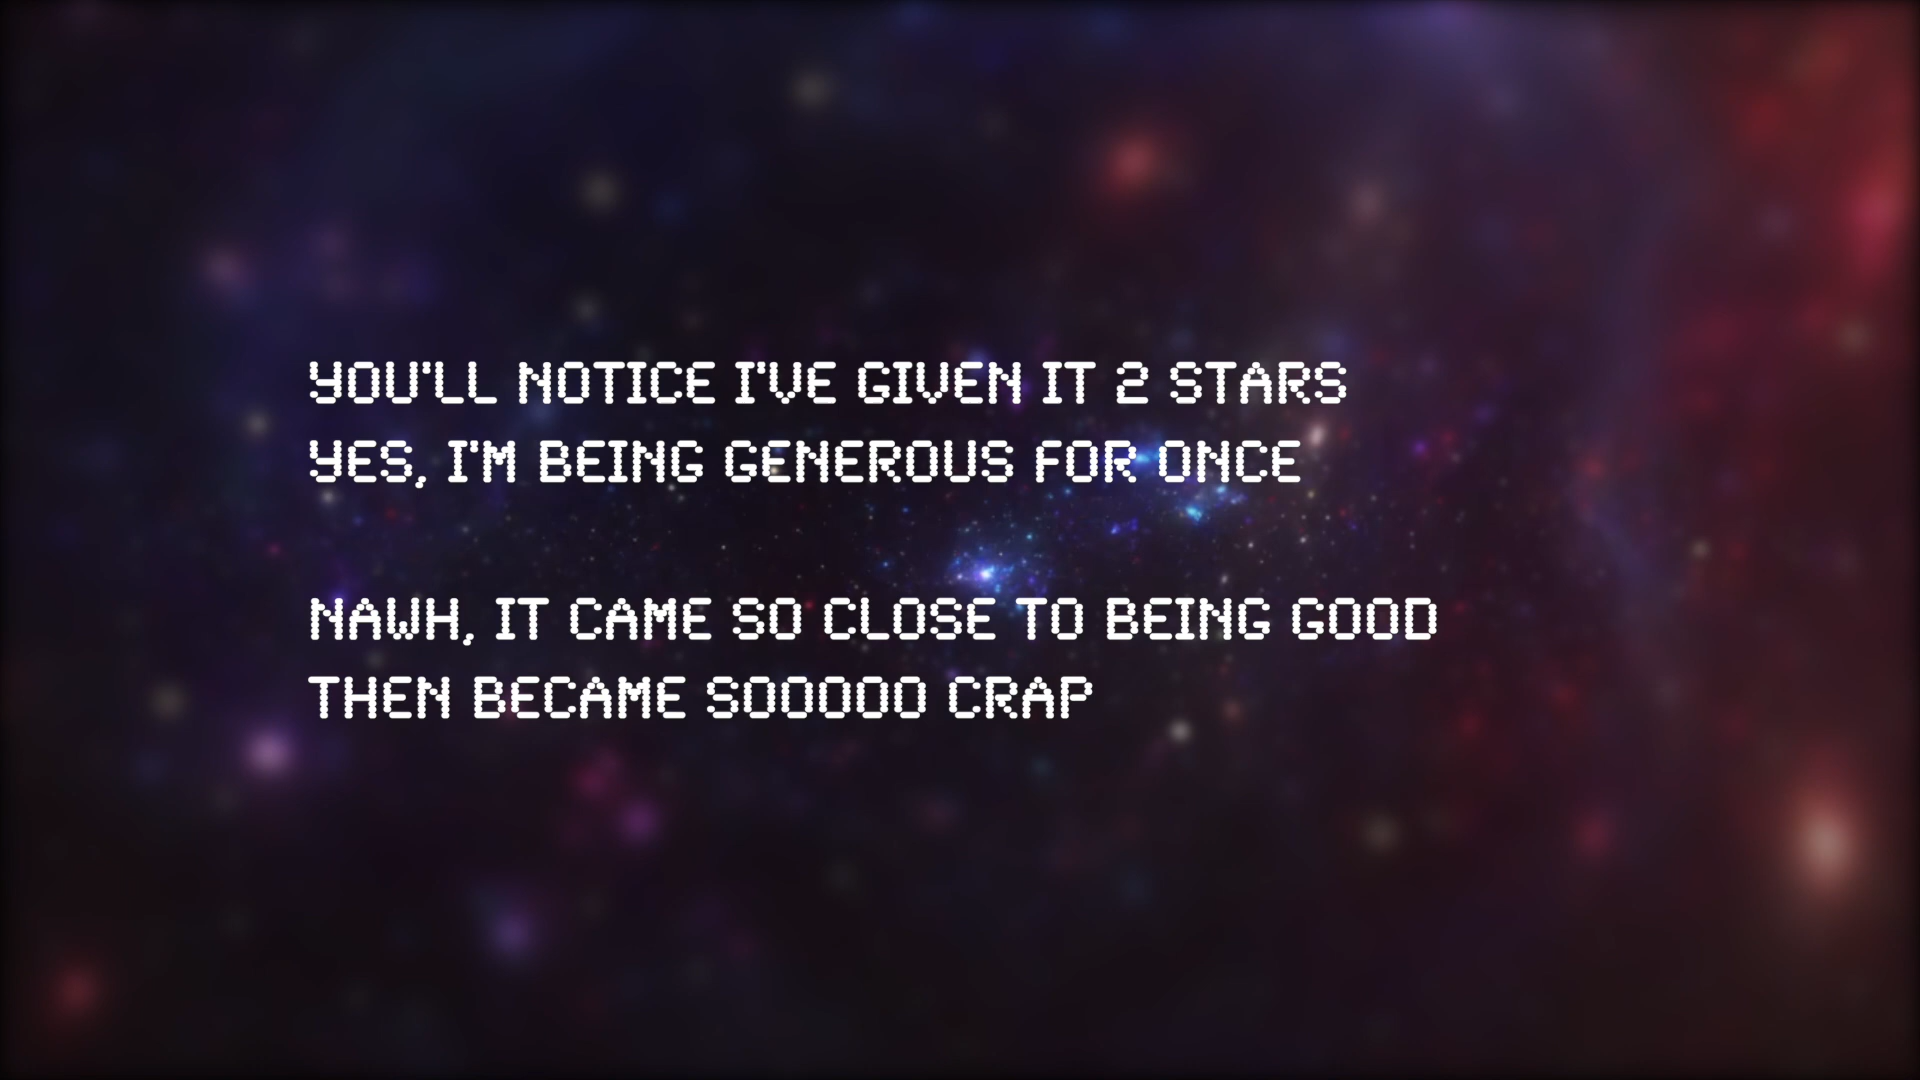 YOU'LL NOTICE I'VE GIVEN IT 2 STARS
YES, I'M BEING GENEROUS FOR ONCE
NAWH, IT CAME SO CLOSE TO BEING GOOD
THEN BECAME SOOOOO CRAP